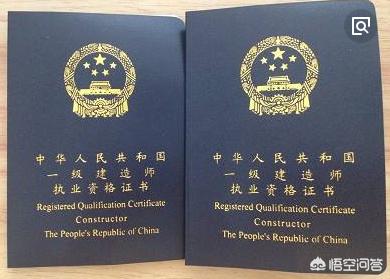 中华人民共和国
一级建造师
执业资格证书
Registered Qualification Certificate
Constructor
The People's Republic of China
中华人民共和国
一级建造师
执业资格证书
Registered Qualification Certificate
Constructor
The People's Republic of China
悟空问答